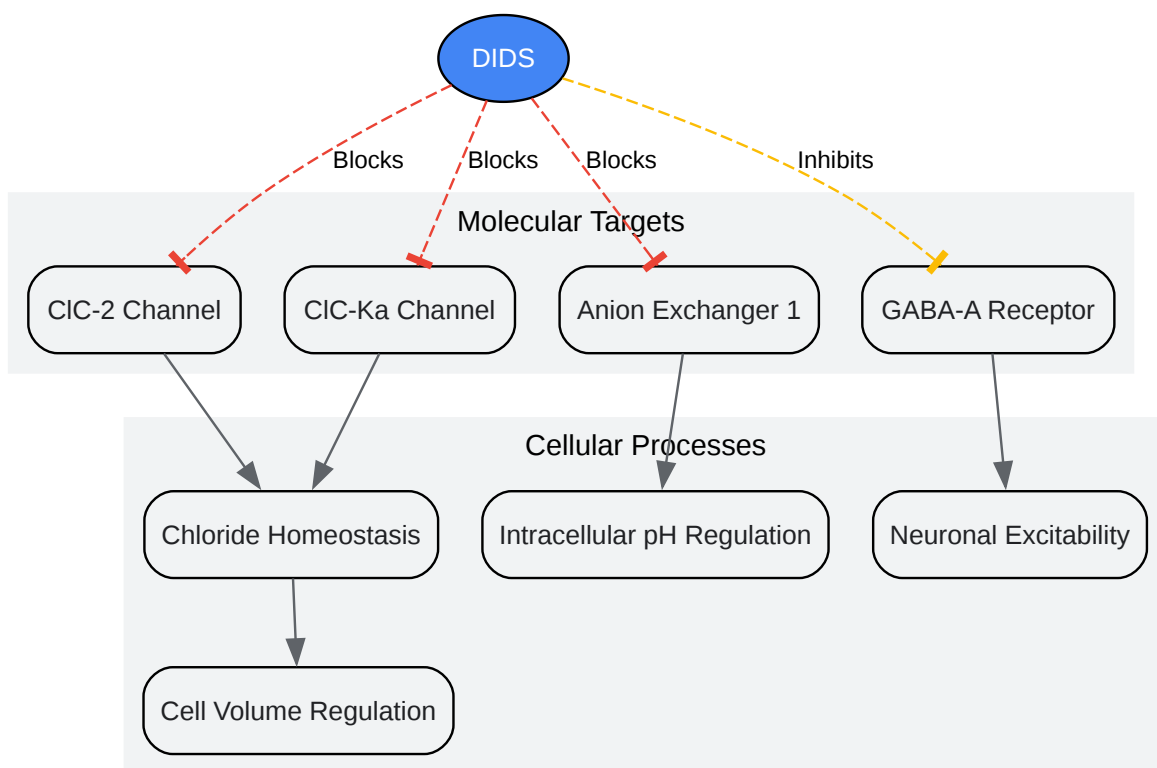 DIDS
Blocks
Blocks
Blocks
Inhibits
Molecular Targets
ClC-2 Channel
ClC-Ka Channel
Anion Exchanger 1
GABA-A Receptor
Cellular Processes
Chloride Homeostasis
Intracellular pH Regulation
Neuronal Excitability
Cell Volume Regulation